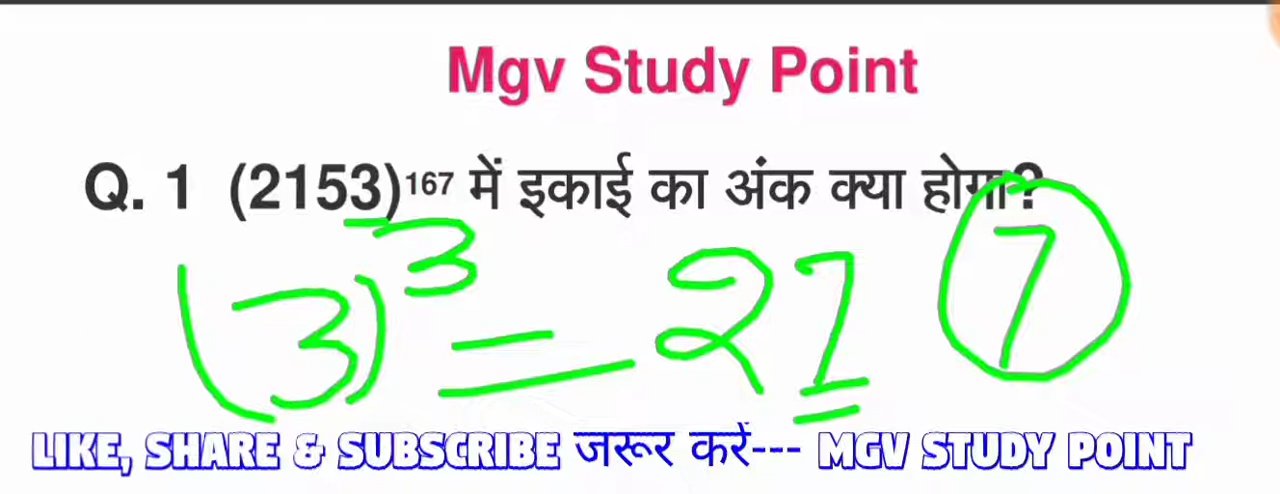 Mgv Study Point
Q. 1 (2153)¹⁶⁷ में इकाई का अंक क्या होगा?
(3)³ = 27 7
LIKE, SHARE & SUBSCRIBE जरूर करें--- MGV STUDY POINT